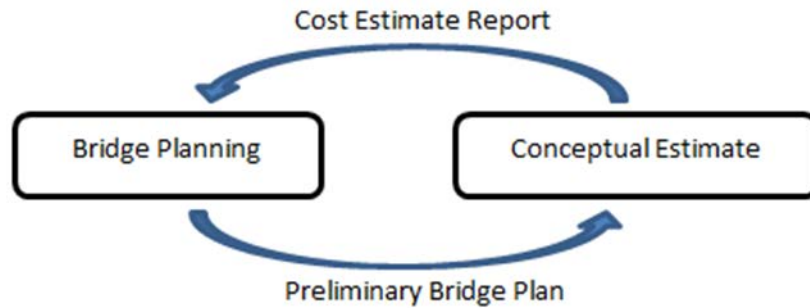 Cost Estimate Report
Bridge Planning
Conceptual Estimate
Preliminary Bridge Plan